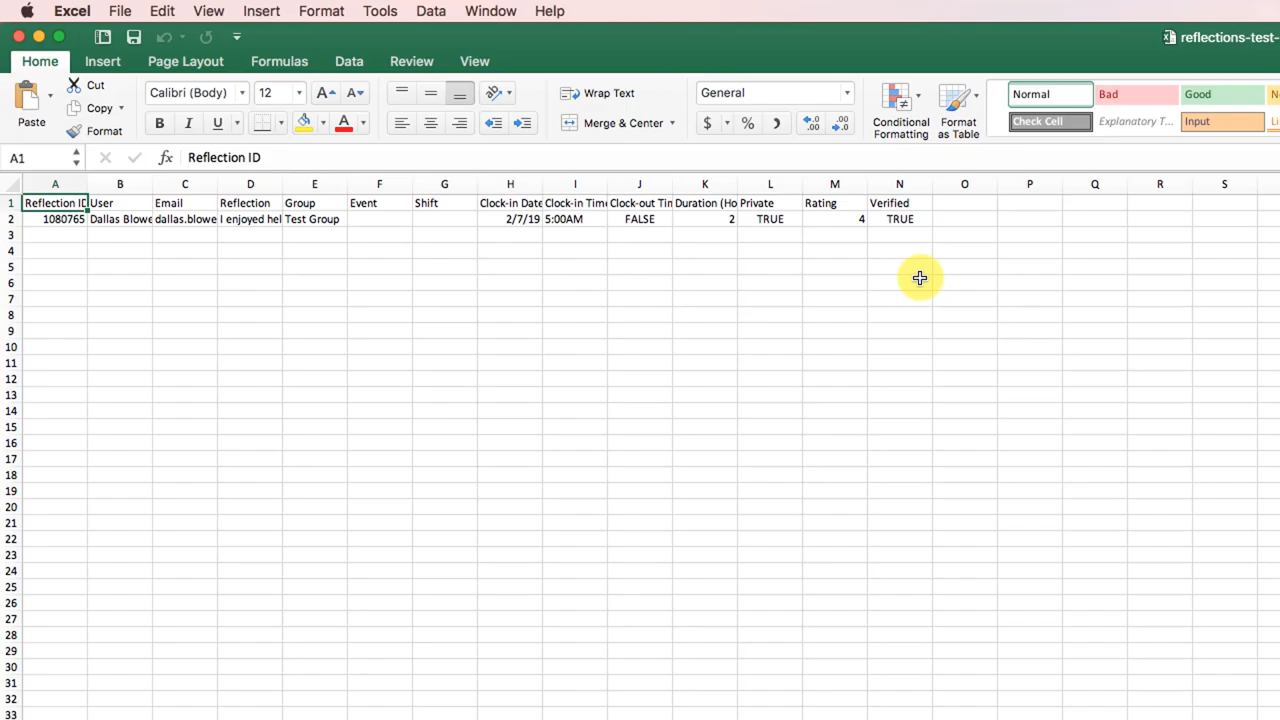 Excel File Edit View Insert Format Tools Data Window Help
reflections-test-
Home Insert Page Layout Formulas Data Review View
Paste
Cut
Copy
Format
Calibri (Body) 12 A A
B I U A
Wrap Text
Merge & Center
General
$ % .0 .00 .00 .0
Conditional Formatting
Format as Table
Normal Bad Good
Check Cell Explanatory T... Input
A1 fx Reflection ID
A B C D E F G H I J K L M N O P Q R S
1 Reflection ID User Email Reflection Group Event Shift Clock-in Date Clock-in Time Clock-out Tim Duration (Ho Private Rating Verified
2 1080765 Dallas Blowe dallas.blowe I enjoyed hel Test Group 2/7/19 5:00AM FALSE 2 TRUE 4 TRUE
3
4
5
6
7
8
9
10
11
12
13
14
15
16
17
18
19
20
21
22
23
24
25
26
27
28
29
30
31
32
33